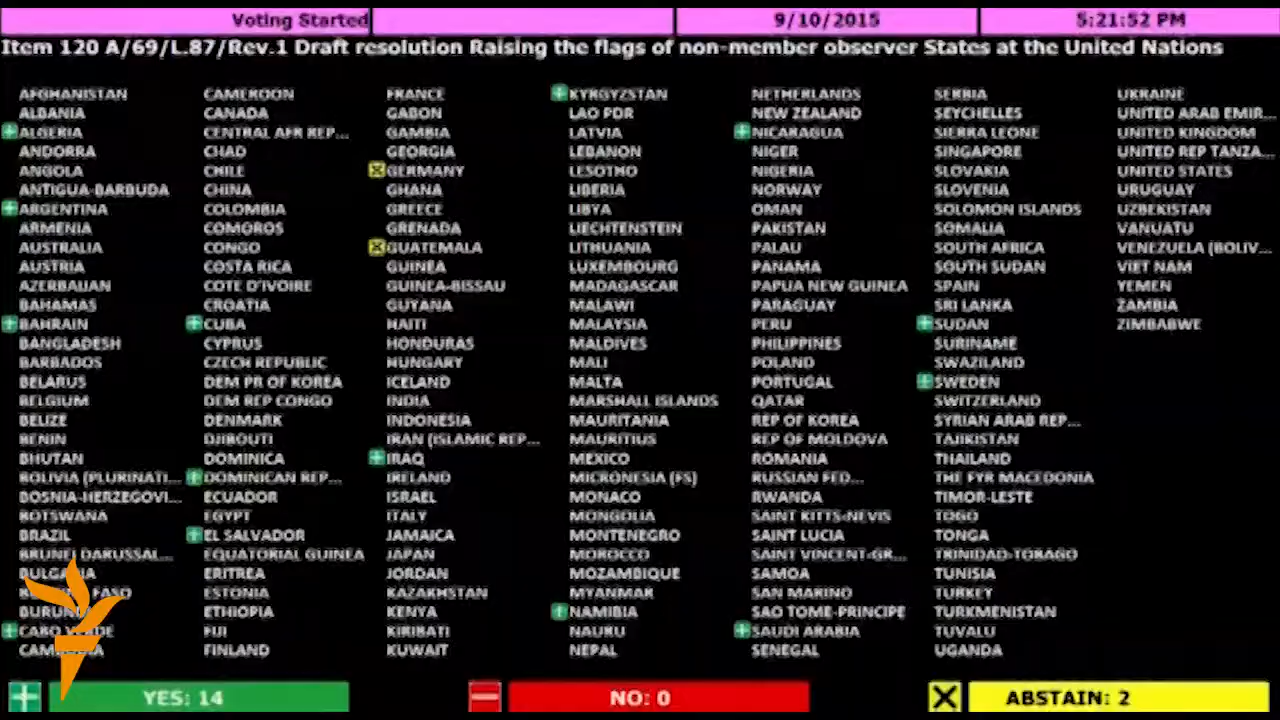 Voting Started 9/10/2015 5:21:52 PM
Item 120 A/69/L.87/Rev.1 Draft resolution Raising the flags of non-member observer States at the United Nations
AFGHANISTAN CAMEROON FRANCE KYRGYZSTAN NETHERLANDS SERBIA UKRAINE
ALBANIA CANADA GABON LAO PDR NEW ZEALAND SEYCHELLES UNITED ARAB EMIR...
ALGERIA CENTRAL AFR REP... GAMBIA LATVIA NICARAGUA SIERRA LEONE UNITED KINGDOM
ANDORRA CHAD GEORGIA LEBANON NIGER SINGAPORE UNITED REP TANZA...
ANGOLA CHILE GERMANY LESOTHO NIGERIA SLOVAKIA UNITED STATES
ANTIGUA-BARBUDA CHINA GHANA LIBERIA NORWAY SLOVENIA URUGUAY
ARGENTINA COLOMBIA GREECE LIBYA OMAN SOLOMON ISLANDS UZBEKISTAN
ARMENIA COMOROS GRENADA LIECHTENSTEIN PAKISTAN SOMALIA VANUATU
AUSTRALIA CONGO GUATEMALA LITHUANIA PALAU SOUTH AFRICA VENEZUELA (BOLIV...
AUSTRIA COSTA RICA GUINEA LUXEMBOURG PANAMA SOUTH SUDAN VIET NAM
AZERBAIJAN COTE D'IVOIRE GUINEA-BISSAU MADAGASCAR PAPUA NEW GUINEA SPAIN YEMEN
BAHAMAS CROATIA GUYANA MALAWI PARAGUAY SRI LANKA ZAMBIA
BAHRAIN CUBA HAITI MALAYSIA PERU SUDAN ZIMBABWE
BANGLADESH CYPRUS HONDURAS MALDIVES PHILIPPINES SURINAME
BARBADOS CZECH REPUBLIC HUNGARY MALI POLAND SWAZILAND
BELARUS DEM PR OF KOREA ICELAND MALTA PORTUGAL SWEDEN
BELGIUM DEM REP CONGO INDIA MARSHALL ISLANDS QATAR SWITZERLAND
BELIZE DENMARK INDONESIA MAURITANIA REP OF KOREA SYRIAN ARAB REP...
BENIN DJIBOUTI IRAN (ISLAMIC REP... MAURITIUS REP OF MOLDOVA TAJIKISTAN
BHUTAN DOMINICA IRAQ MEXICO ROMANIA THAILAND
BOLIVIA (PLURINATI... DOMINICAN REP... IRELAND MICRONESIA (FS) RUSSIAN FED... THE FYR MACEDONIA
BOSNIA-HERZEGOVI... ECUADOR ISRAEL MONACO RWANDA TIMOR-LESTE
BOTSWANA EGYPT ITALY MONGOLIA SAINT KITTS-NEVIS TOGO
BRAZIL EL SALVADOR JAMAICA MONTENEGRO SAINT LUCIA TONGA
BRUNEI DARUSSAL... EQUATORIAL GUINEA JAPAN MOROCCO SAINT VINCENT-GR... TRINIDAD-TOBAGO
BULGARIA ERITREA JORDAN MOZAMBIQUE SAMOA TUNISIA
FASO ESTONIA KAZAKHSTAN MYANMAR SAN MARINO TURKEY
BURUNDI ETHIOPIA KENYA NAMIBIA SAO TOME-PRINCIPE TURKMENISTAN
CABO VERDE FIJI KIRIBATI NAURU SAUDI ARABIA TUVALU
CAMBODIA FINLAND KUWAIT NEPAL SENEGAL UGANDA
YES: 14 NO: 0 ABSTAIN: 2